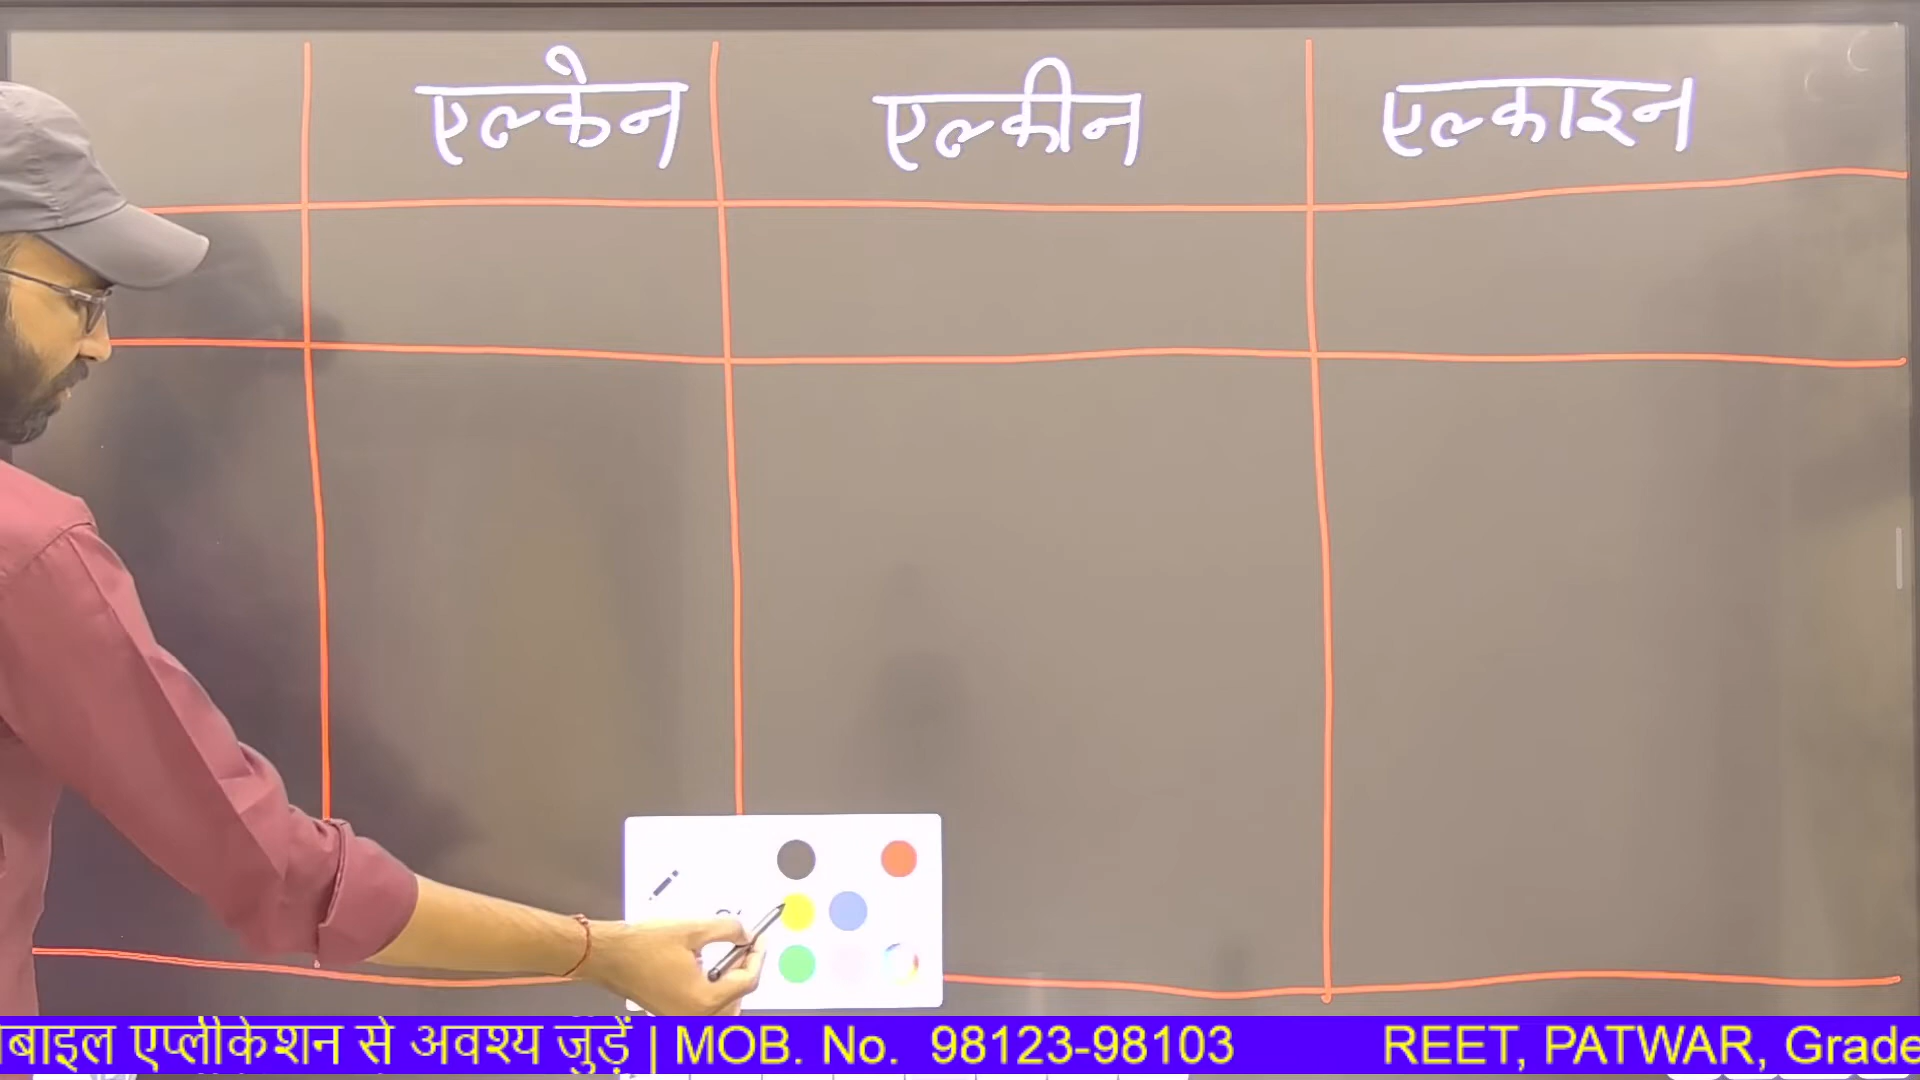 एल्केन एल्कीन एल्काइन
बाइल एप्लीकेशन से अवश्य जुड़ें | MOB. No. 98123-98103 REET, PATWAR, Grade